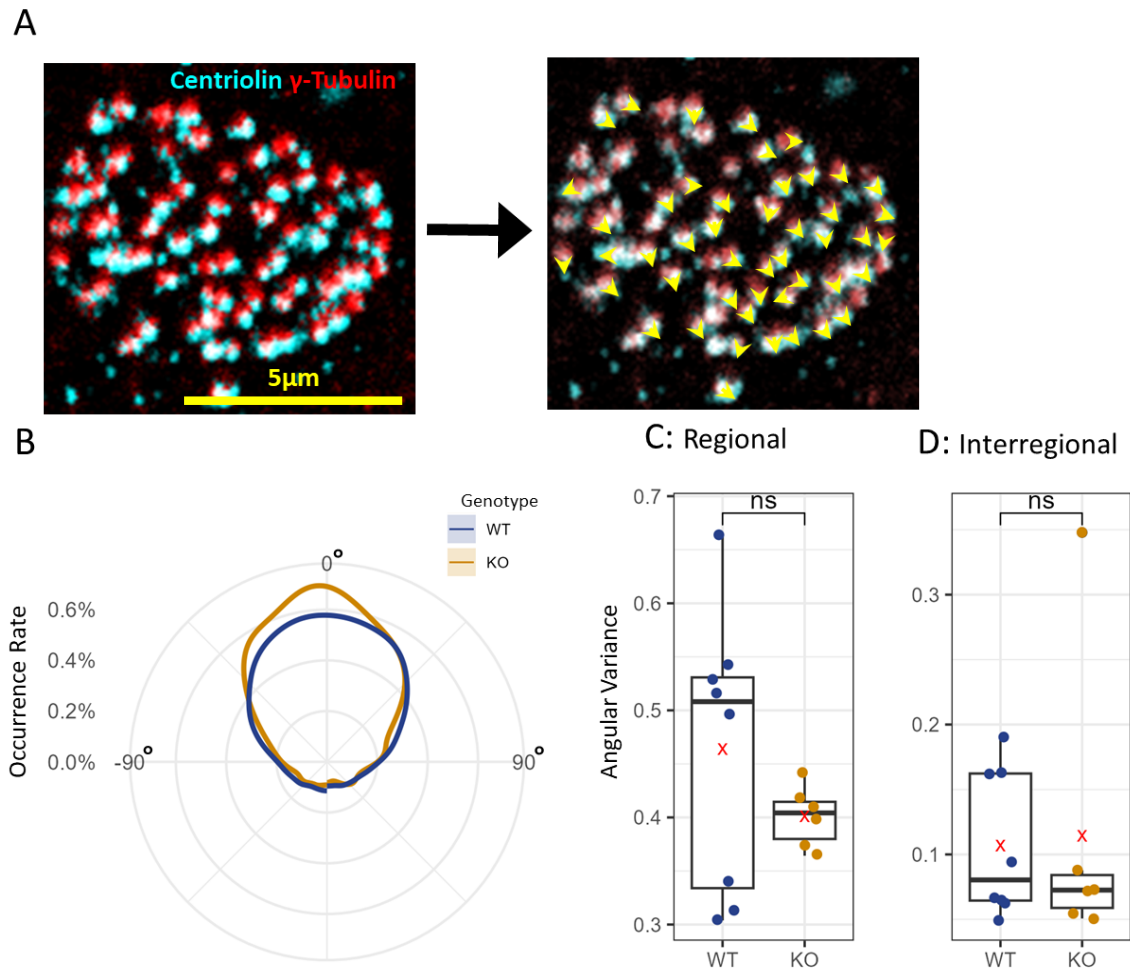 A
Centriolin γ-Tubulin
5µm
B
C: Regional
D: Interregional
Genotype
WT
KO
Occurrence Rate
0.6%
0.4%
0.2%
0.0%
0°
-90°
90°
Angular Variance
0.7
0.6
0.5
0.4
0.3
ns
x
x
WT
KO
0.3
0.2
0.1
ns
x
x
WT
KO